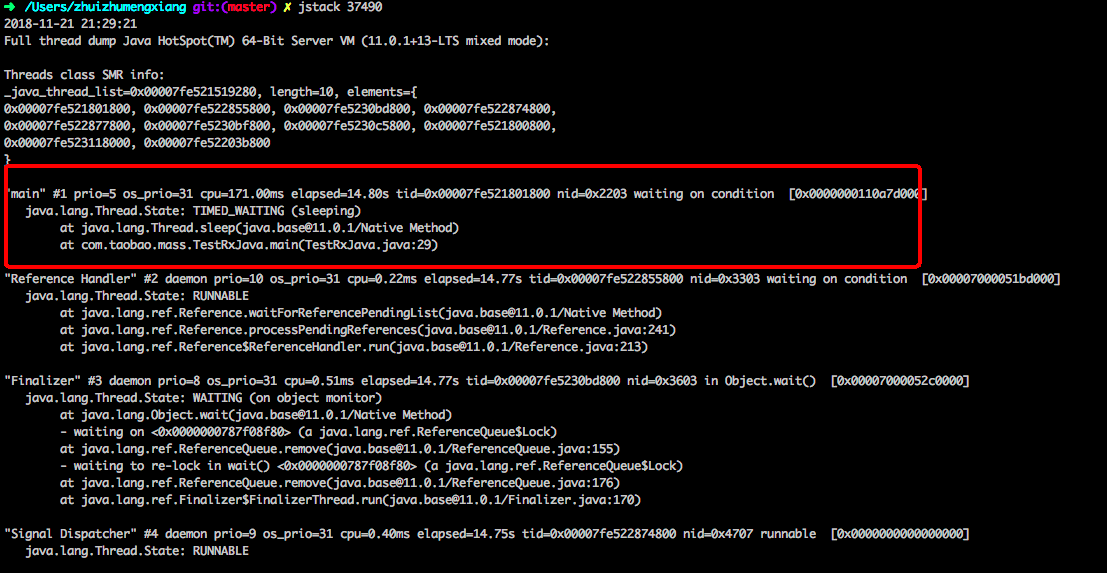 ➜ /Users/zhuizhumengxiang git:(master) ✗ jstack 37490
2018-11-21 21:29:21
Full thread dump Java HotSpot(TM) 64-Bit Server VM (11.0.1+13-LTS mixed mode):
Threads class SMR info:
_java_thread_list=0x00007fe521519280, length=10, elements={
0x00007fe521801800, 0x00007fe522855800, 0x00007fe5230bd800, 0x00007fe522874800,
0x00007fe522877800, 0x00007fe5230bf800, 0x00007fe5230c5800, 0x00007fe521800800,
0x00007fe523118000, 0x00007fe52203b800
}
"main" #1 prio=5 os_prio=31 cpu=171.00ms elapsed=14.80s tid=0x00007fe521801800 nid=0x2203 waiting on condition [0x0000000110a7d000]
java.lang.Thread.State: TIMED_WAITING (sleeping)
at java.lang.Thread.sleep(java.base@11.0.1/Native Method)
at com.taobao.mass.TestRxJava.main(TestRxJava.java:29)
"Reference Handler" #2 daemon prio=10 os_prio=31 cpu=0.22ms elapsed=14.77s tid=0x00007fe522855800 nid=0x3303 waiting on condition [0x00007000051bd000]
java.lang.Thread.State: RUNNABLE
at java.lang.ref.Reference.waitForReferencePendingList(java.base@11.0.1/Native Method)
at java.lang.ref.Reference.processPendingReferences(java.base@11.0.1/Reference.java:241)
at java.lang.ref.Reference$ReferenceHandler.run(java.base@11.0.1/Reference.java:213)
"Finalizer" #3 daemon prio=8 os_prio=31 cpu=0.51ms elapsed=14.77s tid=0x00007fe5230bd800 nid=0x3603 in Object.wait() [0x00007000052c0000]
java.lang.Thread.State: WAITING (on object monitor)
at java.lang.Object.wait(java.base@11.0.1/Native Method)
- waiting on <0x0000000787f08f80> (a java.lang.ref.ReferenceQueue$Lock)
at java.lang.ref.ReferenceQueue.remove(java.base@11.0.1/ReferenceQueue.java:155)
- waiting to re-lock in wait() <0x0000000787f08f80> (a java.lang.ref.ReferenceQueue$Lock)
at java.lang.ref.ReferenceQueue.remove(java.base@11.0.1/ReferenceQueue.java:176)
at java.lang.ref.Finalizer$FinalizerThread.run(java.base@11.0.1/Finalizer.java:170)
"Signal Dispatcher" #4 daemon prio=9 os_prio=31 cpu=0.40ms elapsed=14.75s tid=0x00007fe522874800 nid=0x4707 runnable [0x0000000000000000]
java.lang.Thread.State: RUNNABLE